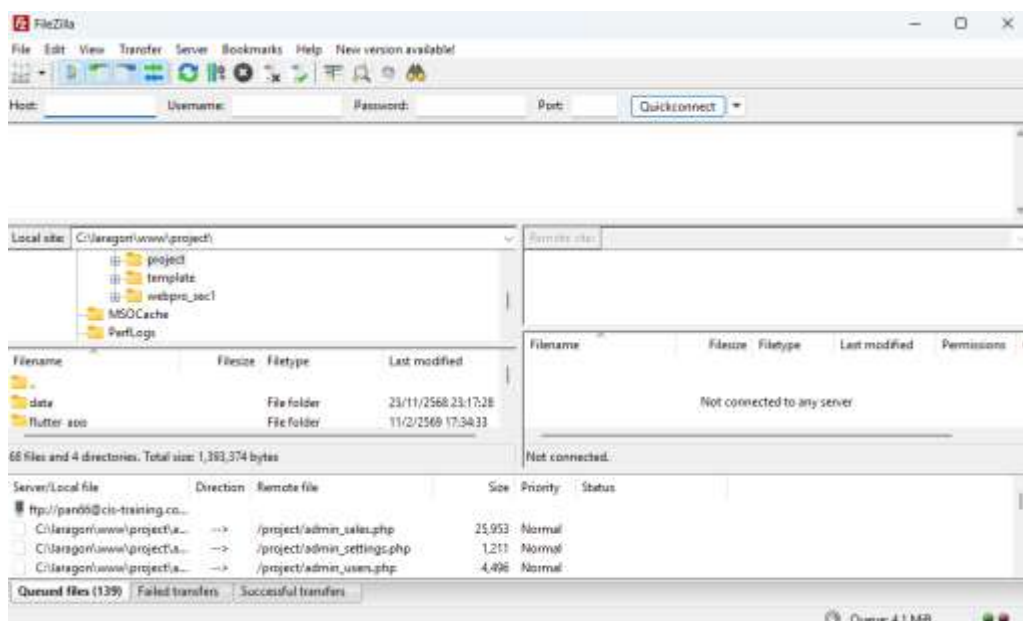 FileZilla
File Edit View Transfer Server Bookmarks Help New version available!
Host: Username: Password: Port: Quickconnect
Local site: C:\laragon\www\project\
Remote site:
project
template
webpro_sec1
MSOCache
PerfLogs
Filename Filesize Filetype Last modified
..
data File folder 23/11/2568 23:17:28
flutter_app File folder 11/2/2569 17:34:33
68 files and 4 directories. Total size: 1,393,374 bytes
Filename Filesize Filetype Last modified Permissions
Not connected to any server
Not connected.
Server/Local file Direction Remote file Size Priority Status
ftp://pan66@cis-training.co...
C:\laragon\www\project\a... --> /project/admin_sales.php 25,953 Normal
C:\laragon\www\project\a... --> /project/admin_settings.php 1,211 Normal
C:\laragon\www\project\a... --> /project/admin_users.php 4,496 Normal
Queued files (139) Failed transfers Successful transfers
Queue: 4.1 MiB